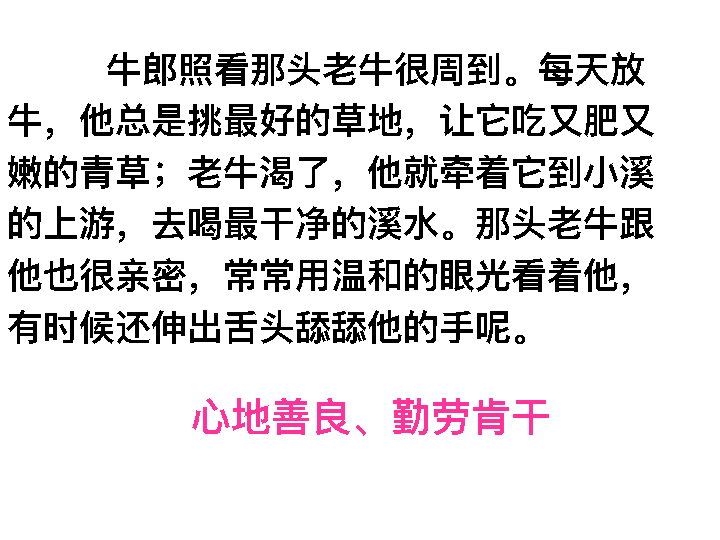 牛郎照看那头老牛很周到。每天放
牛，他总是挑最好的草地，让它吃又肥又
嫩的青草；老牛渴了，他就牵着它到小溪
的上游，去喝最干净的溪水。那头老牛跟
他也很亲密，常常用温和的眼光看着他，
有时候还伸出舌头舔舔他的手呢。
心地善良、勤劳肯干